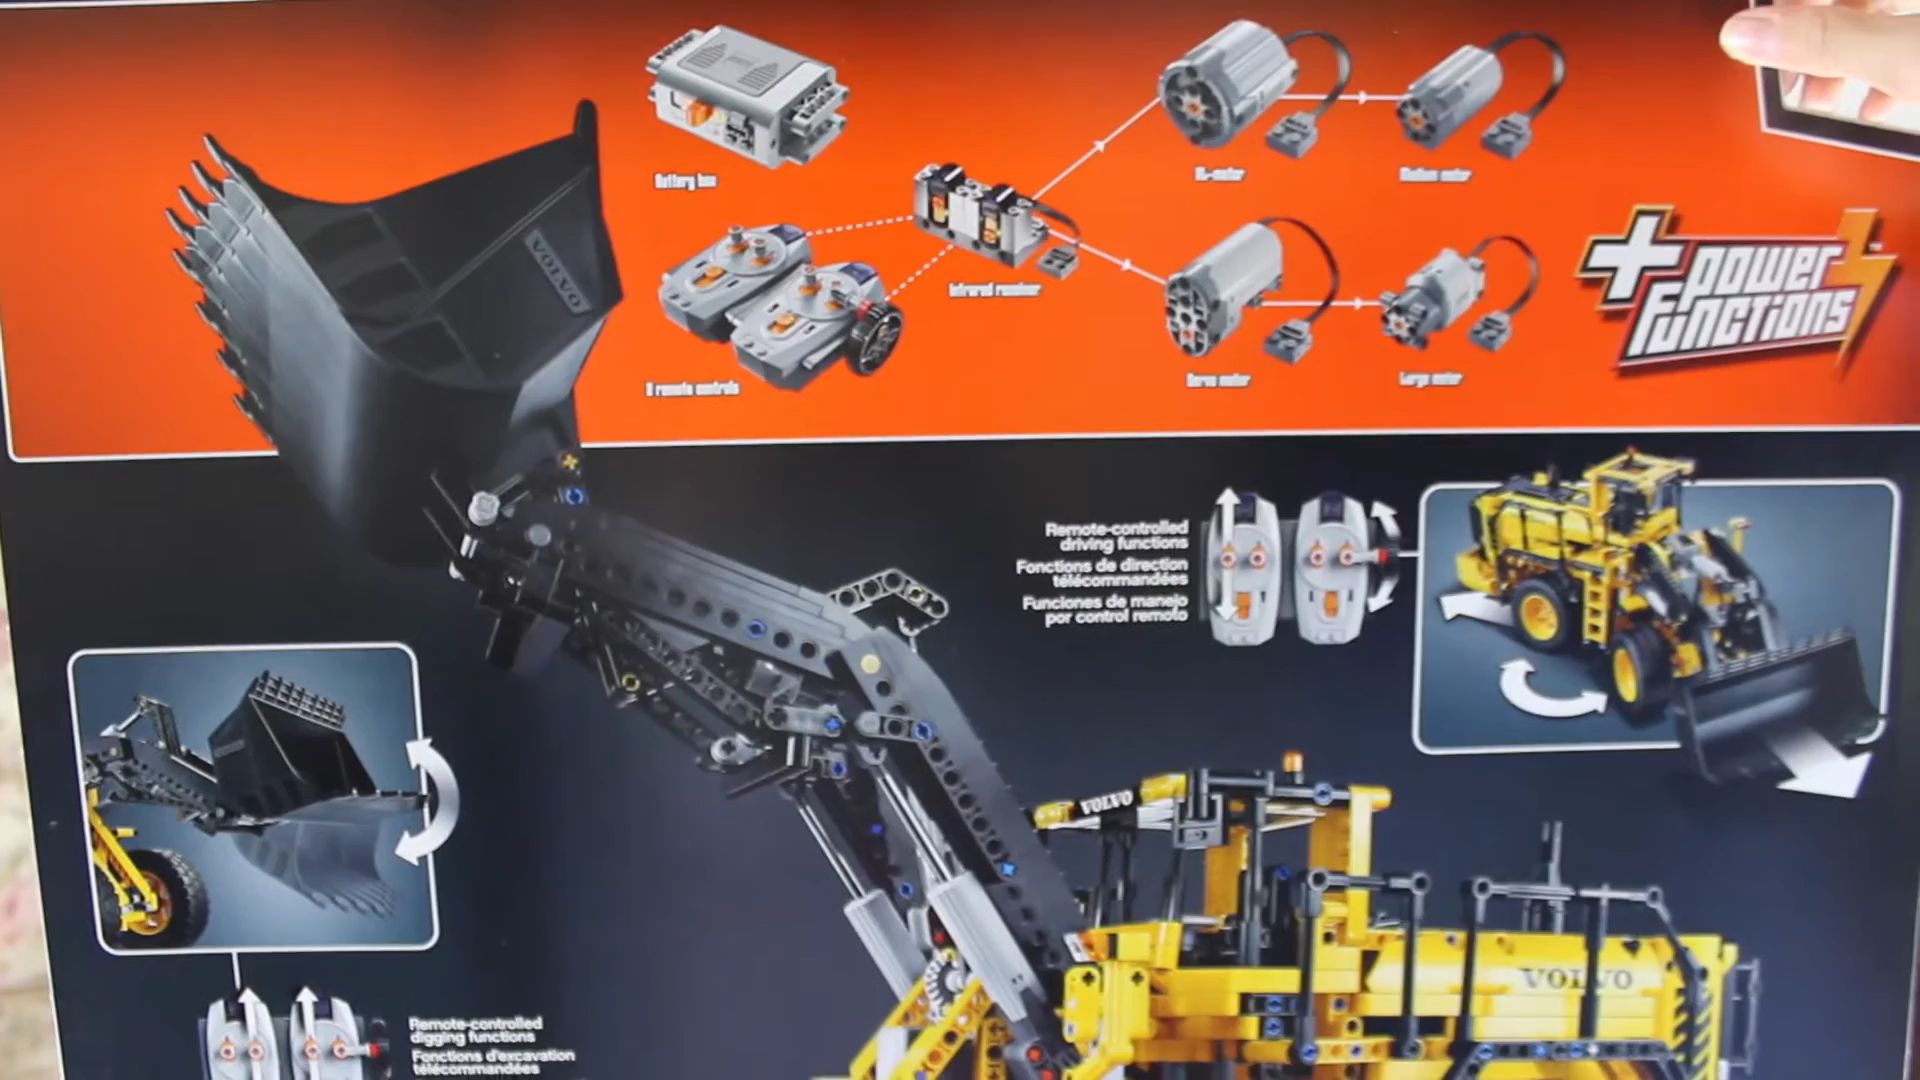 Battery box
XL-motor
Medium motor
VOLVO
Infrared receiver
2 remote controls
Servo motor
Large motor
+power
functions
Remote-controlled
driving functions
Fonctions de direction
télécommandées
Funciones de manejo
por control remoto
VOLVO
VOLVO
Remote-controlled
digging functions
Fonctions d'excavation
télécommandées